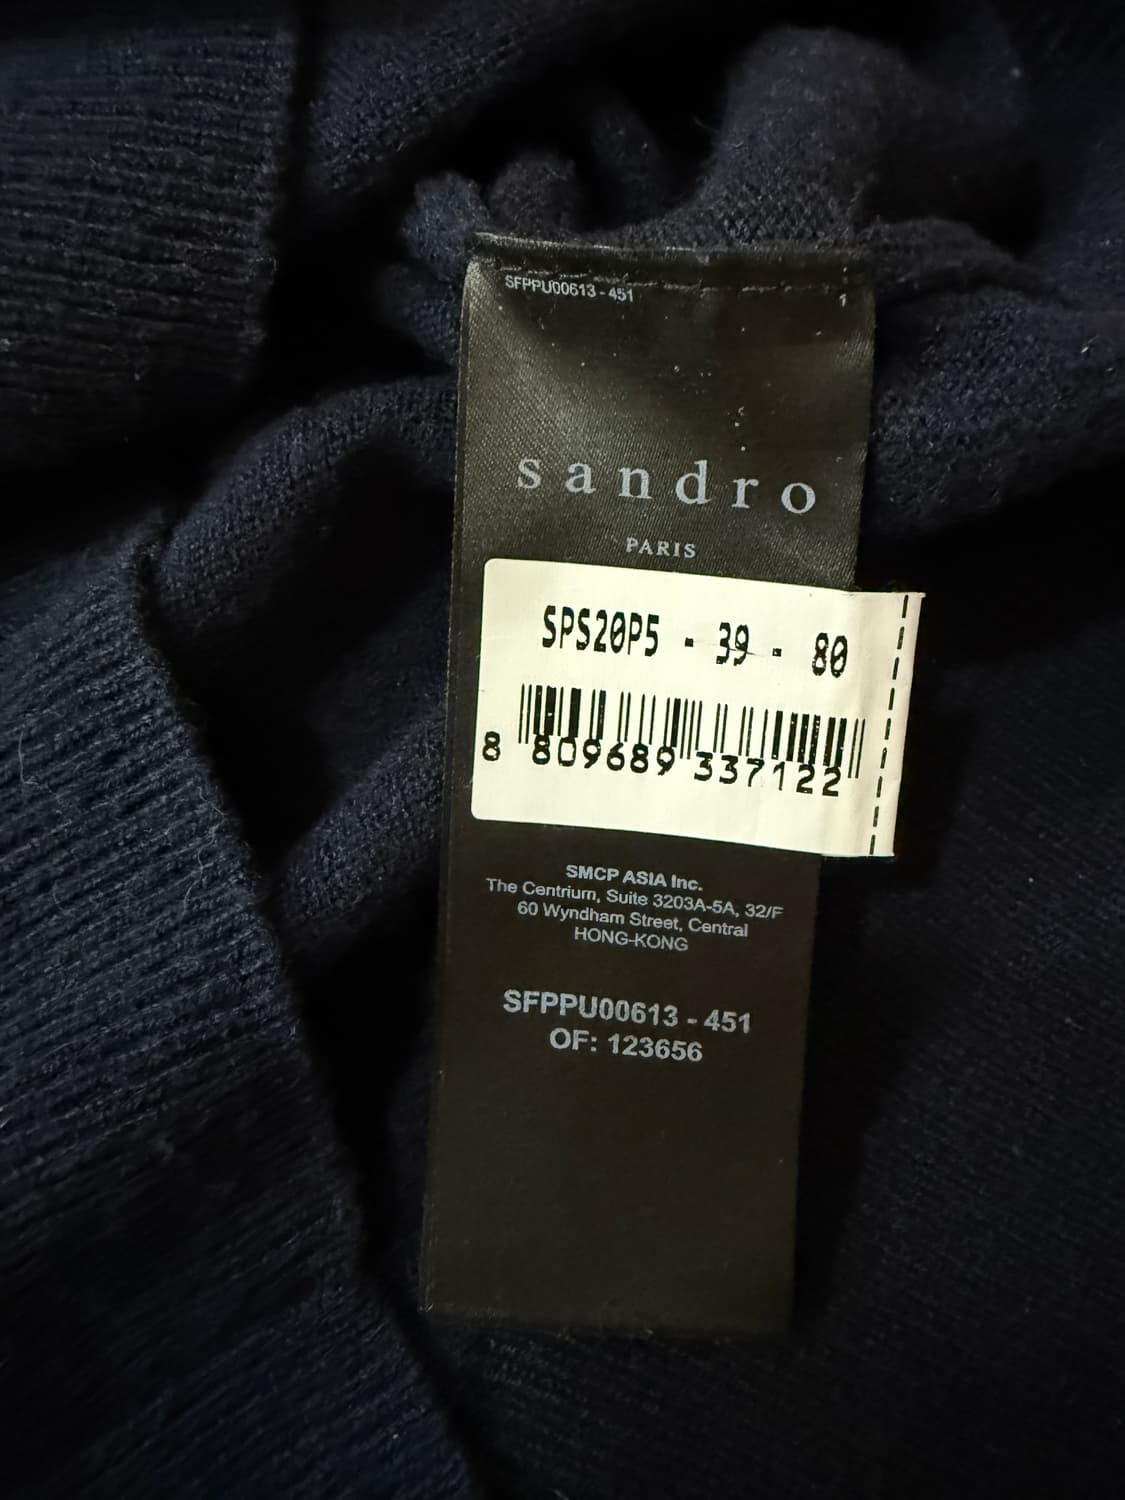 SFPPU00613 - 451
1
sandro
PARIS
SPS20P5 - 39 - 80
8 809689 337122
SMCP ASIA Inc.
The Centrium, Suite 3203A-5A, 32/F
60 Wyndham Street, Central
HONG-KONG
SFPPU00613 - 451
OF: 123656